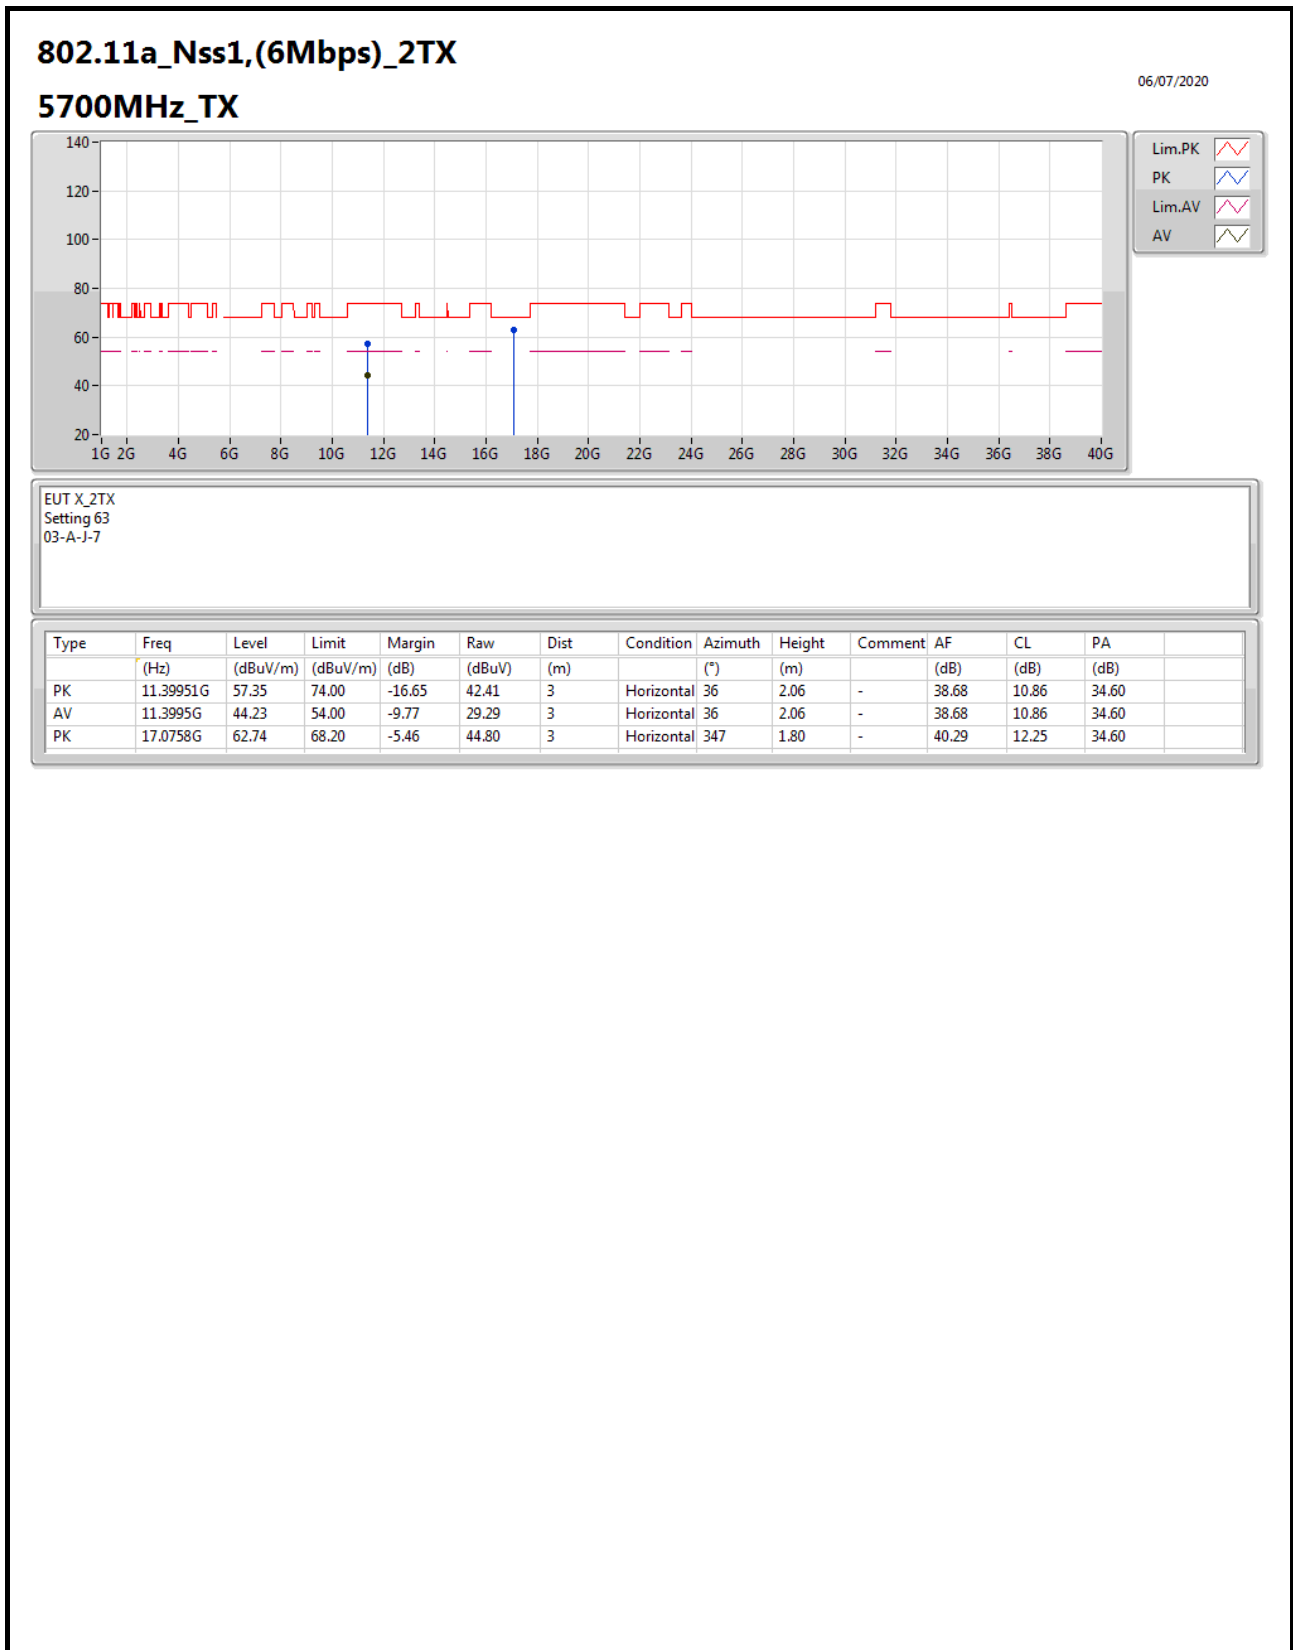 802.11a_Nss1,(6Mbps)_2TX
06/07/2020
5700MHz_TX
140
120
100
80
60
40
20
1G 2G 4G 6G 8G 10G 12G 14G 16G 18G 20G 22G 24G 26G 28G 30G 32G 34G 36G 38G 40G
Lim.PK
PK
Lim.AV
AV
EUT X_2TX
Setting 63
03-A-J-7
Type Freq Level Limit Margin Raw Dist Condition Azimuth Height Comment AF CL PA
(Hz) (dBuV/m) (dBuV/m) (dB) (dBuV) (m) (°) (m) (dB) (dB) (dB)
PK 11.39951G 57.35 74.00 -16.65 42.41 3 Horizontal 36 2.06 - 38.68 10.86 34.60
AV 11.3995G 44.23 54.00 -9.77 29.29 3 Horizontal 36 2.06 - 38.68 10.86 34.60
PK 17.0758G 62.74 68.20 -5.46 44.80 3 Horizontal 347 1.80 - 40.29 12.25 34.60